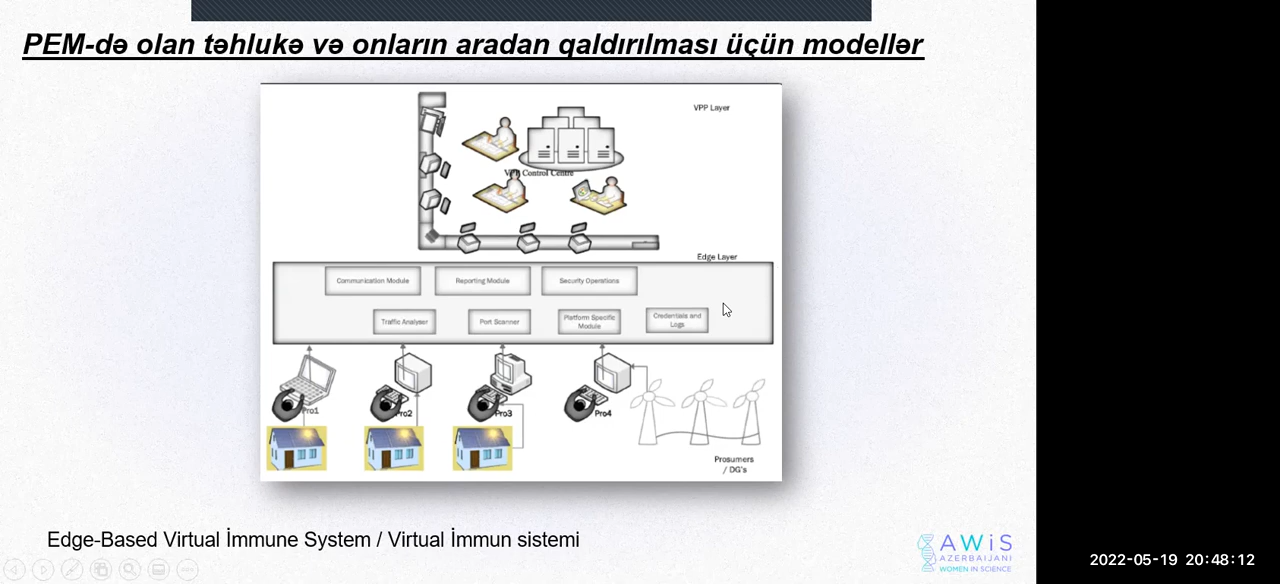 PEM-də olan təhlukə və onların aradan qaldırılması üçün modellər
VPP Layer
VPP Control Centre
Edge Layer
Communication Module
Reporting Module
Security Operations
Traffic Analyser
Port Scanner
Platform Specific
Module
Credentials and
Logs
Pro1
Pro2
Pro3
Pro4
Prosumers
/ DG's
Edge-Based Virtual İmmune System / Virtual İmmun sistemi
AWiS
AZERBAIJANI
WOMEN IN SCIENCE
2022-05-19 20:48:12